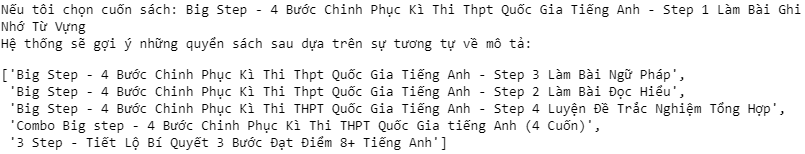 Nếu tôi chọn cuốn sách: Big Step - 4 Bước Chinh Phục Kì Thi Thpt Quốc Gia Tiếng Anh - Step 1 Làm Bài Ghi
Nhớ Từ Vựng
Hệ thống sẽ gợi ý những quyển sách sau dựa trên sự tương tự về mô tả:
['Big Step - 4 Bước Chinh Phục Kì Thi Thpt Quốc Gia Tiếng Anh - Step 3 Làm Bài Ngữ Pháp',
'Big Step - 4 Bước Chinh Phục Kì Thi Thpt Quốc Gia Tiếng Anh - Step 2 Làm Bài Đọc Hiểu',
'Big Step - 4 Bước Chinh Phục Kì Thi THPT Quốc Gia Tiếng Anh - Step 4 Luyện Đề Trắc Nghiệm Tổng Hợp',
'Combo Big step - 4 Bước Chinh Phục Kì Thi THPT Quốc Gia tiếng Anh (4 Cuốn)',
'3 Step - Tiết Lộ Bí Quyết 3 Bước Đạt Điểm 8+ Tiếng Anh']